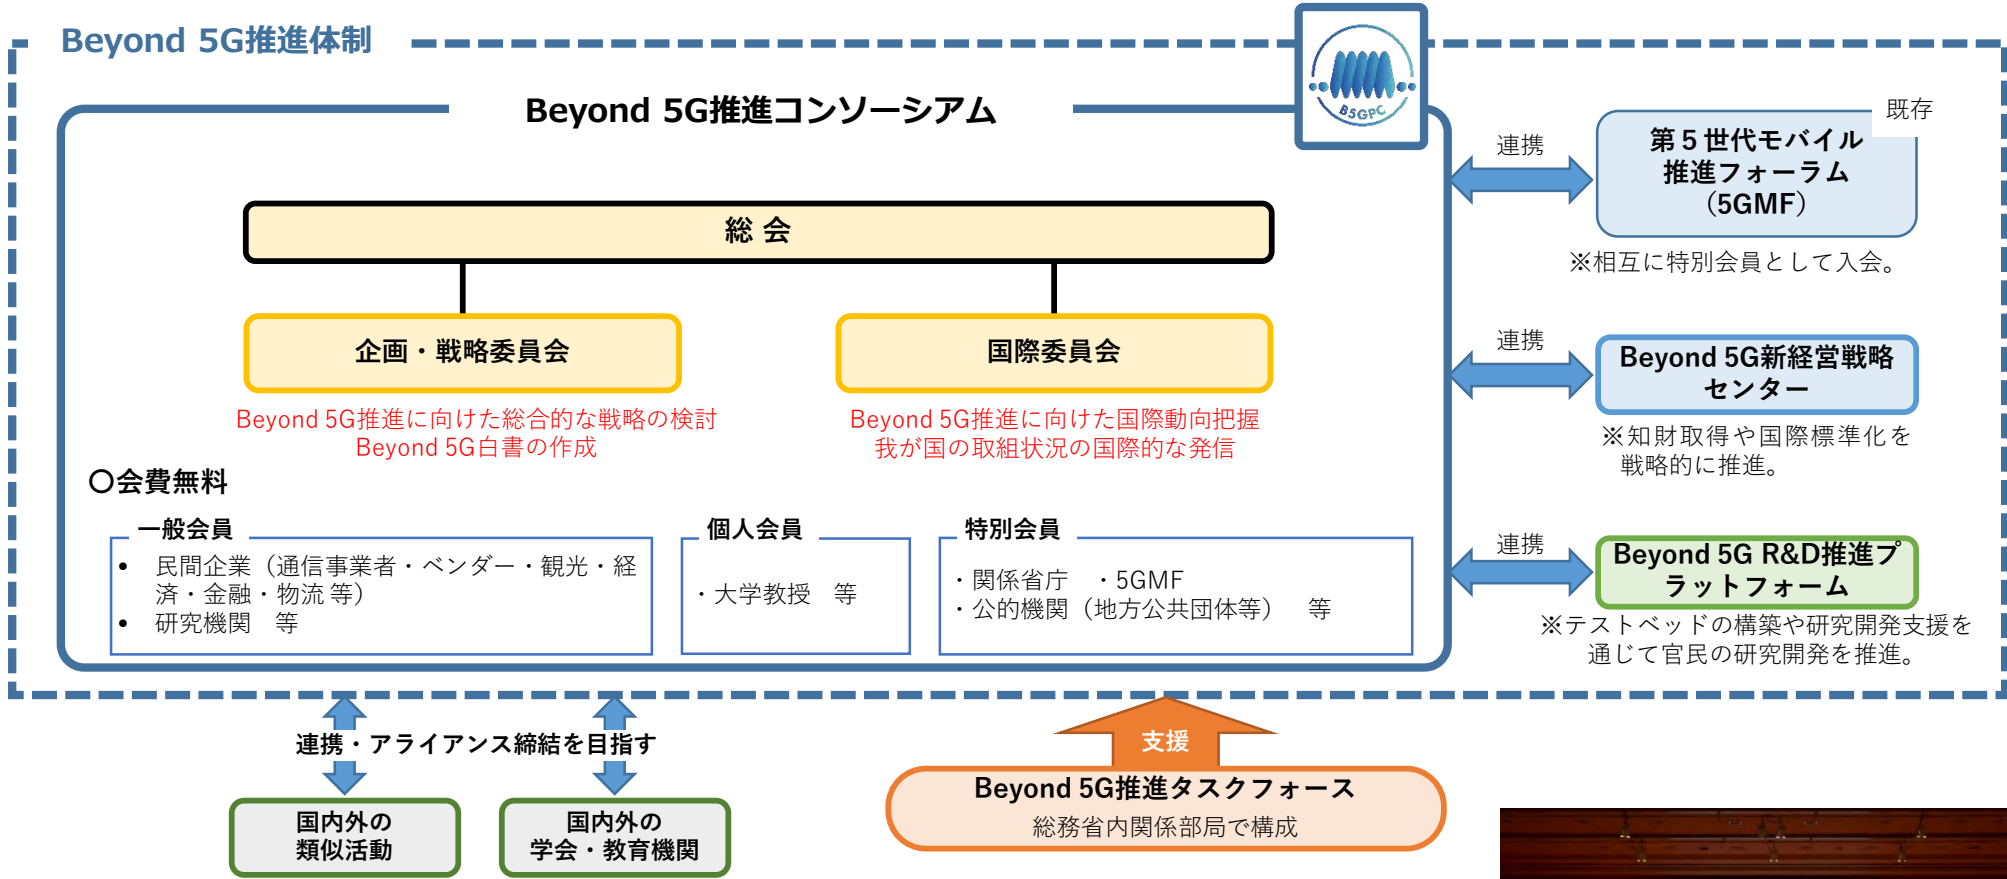 Beyond 5G推進体制
Beyond 5G推進コンソーシアム
B5GPC
総 会
企画・戦略委員会
国際委員会
Beyond 5G推進に向けた総合的な戦略の検討
Beyond 5G白書の作成
Beyond 5G推進に向けた国際動向把握
我が国の取組状況の国際的な発信
〇会費無料
一般会員
• 民間企業（通信事業者・ベンダー・観光・経
済・金融・物流 等）
• 研究機関　等
個人会員
・大学教授　等
特別会員
・関係省庁　・5GMF
・公的機関（地方公共団体等）　等
連携
既存
第５世代モバイル
推進フォーラム
（5GMF）
※相互に特別会員として入会。
連携
Beyond 5G新経営戦略
センター
※知財取得や国際標準化を
戦略的に推進。
連携
Beyond 5G R&D推進プ
ラットフォーム
※テストベッドの構築や研究開発支援を
通じて官民の研究開発を推進。
連携・アライアンス締結を目指す
国内外の
類似活動
国内外の
学会・教育機関
支援
Beyond 5G推進タスクフォース
総務省内関係部局で構成